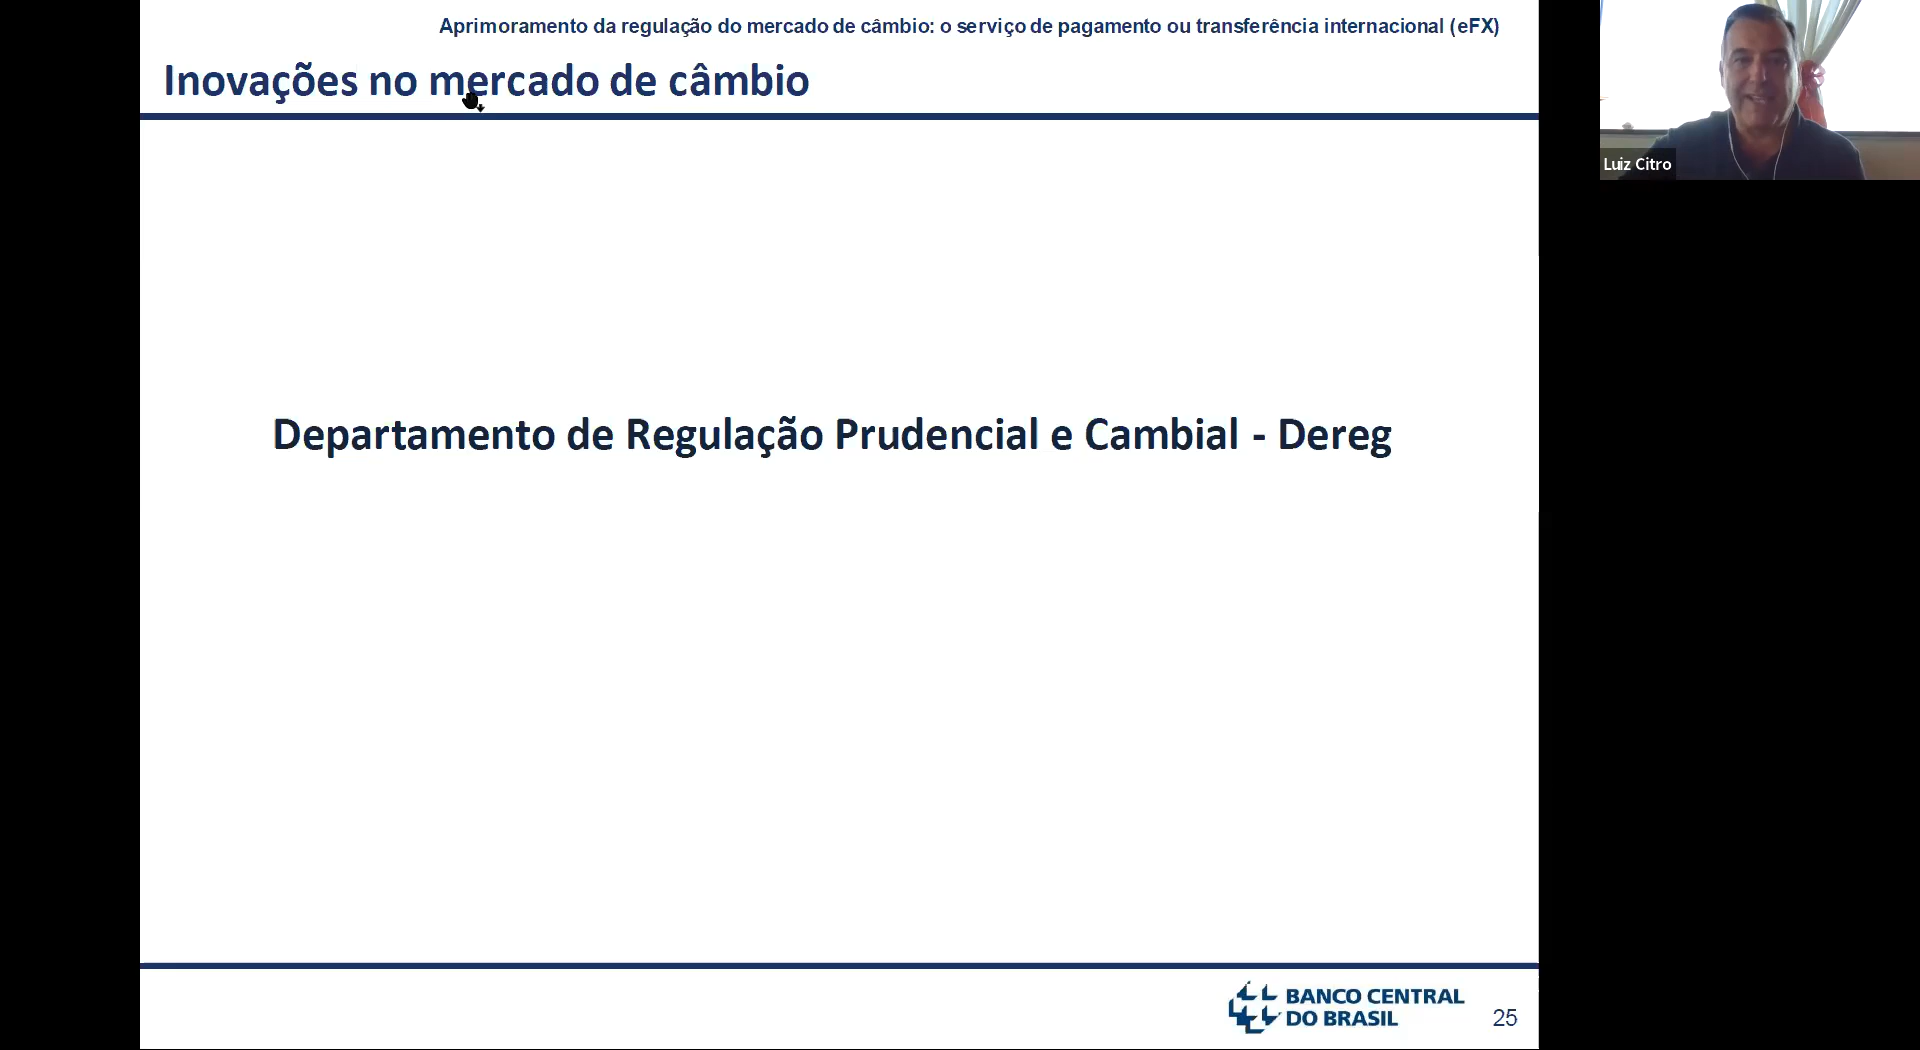 Aprimoramento da regulação do mercado de câmbio: o serviço de pagamento ou transferência internacional (eFX)
Inovações no mercado de câmbio
Luiz Citro
Departamento de Regulação Prudencial e Cambial - Dereg
BANCO CENTRAL
DO BRASIL
25